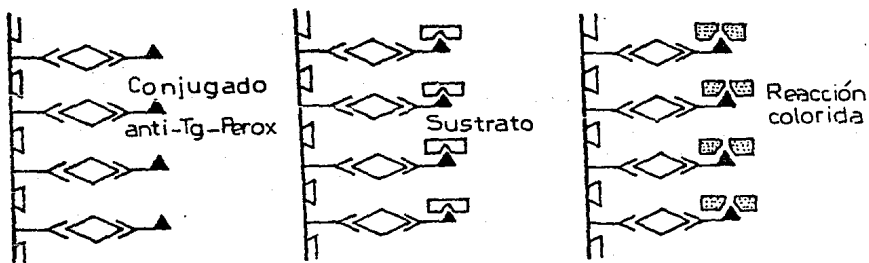 Conjugado
anti-Tg-Perox
Sustrato
Reacción
colorida